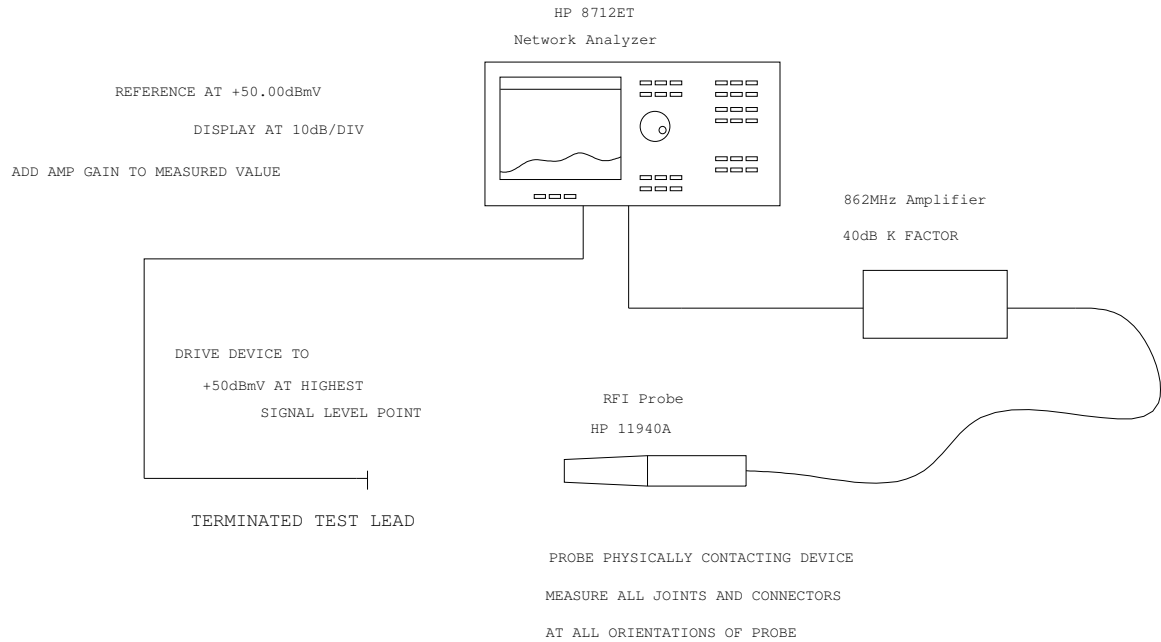 HP 8712ET
Network Analyzer
REFERENCE AT +50.00dBmV
DISPLAY AT 10dB/DIV
ADD AMP GAIN TO MEASURED VALUE
862MHz Amplifier
40dB K FACTOR
DRIVE DEVICE TO
+50dBmV AT HIGHEST
SIGNAL LEVEL POINT
RFI Probe
HP 11940A
TERMINATED TEST LEAD
PROBE PHYSICALLY CONTACTING DEVICE
MEASURE ALL JOINTS AND CONNECTORS
AT ALL ORIENTATIONS OF PROBE